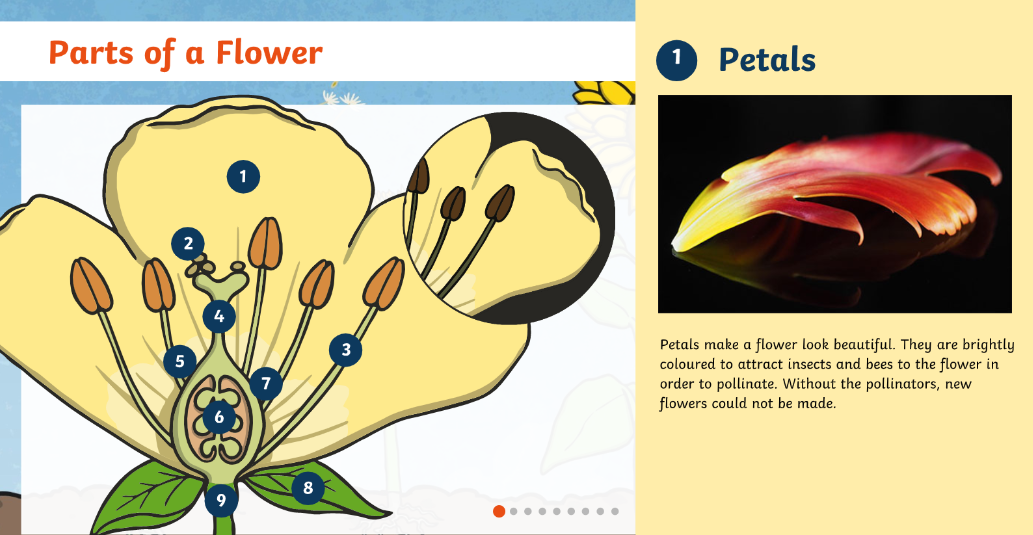 Parts of a Flower
1 Petals
1
2
4
3
5
7
6
8
9
Petals make a flower look beautiful. They are brightly
coloured to attract insects and bees to the flower in
order to pollinate. Without the pollinators, new
flowers could not be made.